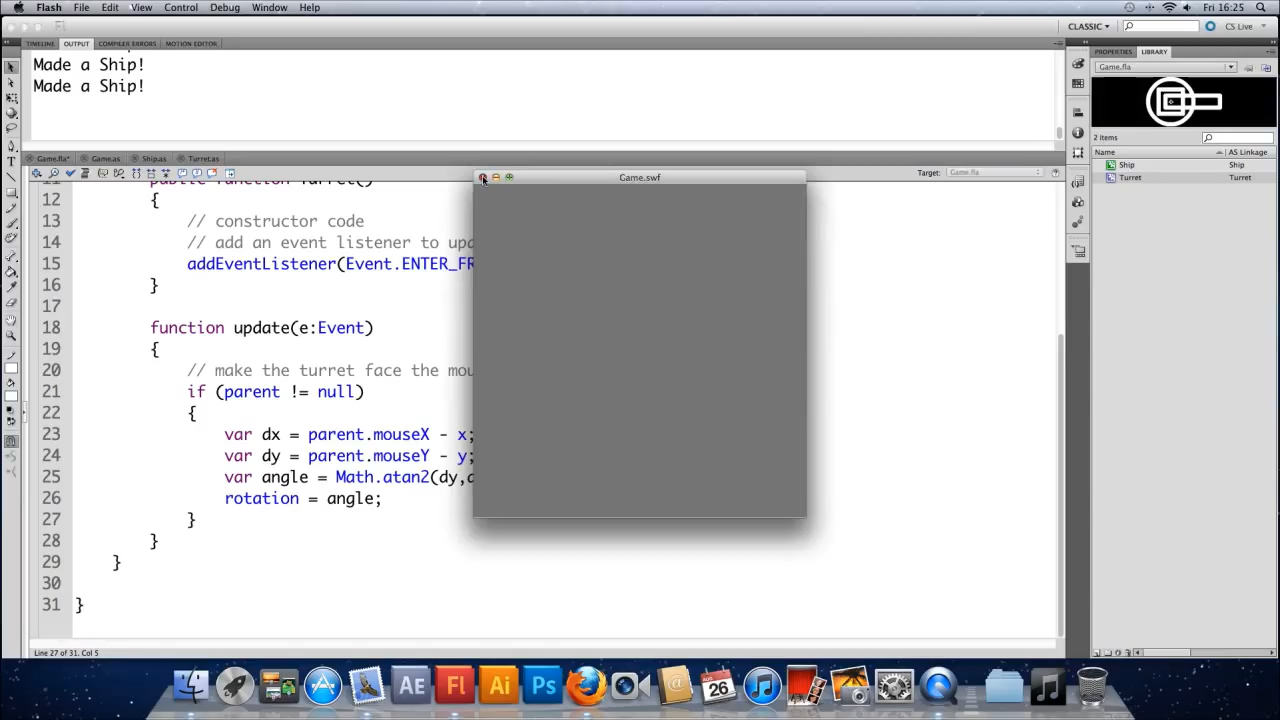 Flash File Edit View Control Debug Window Help Fri 16:25
CLASSIC CS Live
TIMELINE OUTPUT COMPILER ERRORS MOTION EDITOR PROPERTIES LIBRARY
Made a Ship!
Game.fla
Made a Ship!
2 items
Name AS Linkage
Game.fla* Game.as Ship.as Turret.as
Ship Ship
Target: Game.fla
Game.swf
Turret Turret
12 {
13 // constructor code
14 // add an event listener to upd
15 addEventListener(Event.ENTER_FR
16 }
17
18 function update(e:Event)
19 {
20 // make the turret face the mou
21 if (parent != null)
22 {
23 var dx = parent.mouseX - x;
24 var dy = parent.mouseY - y;
25 var angle = Math.atan2(dy,d
26 rotation = angle;
27 }
28 }
29 }
30
31 }
Line 27 of 31, Col 5
AE Fl Ai Ps AUG 26